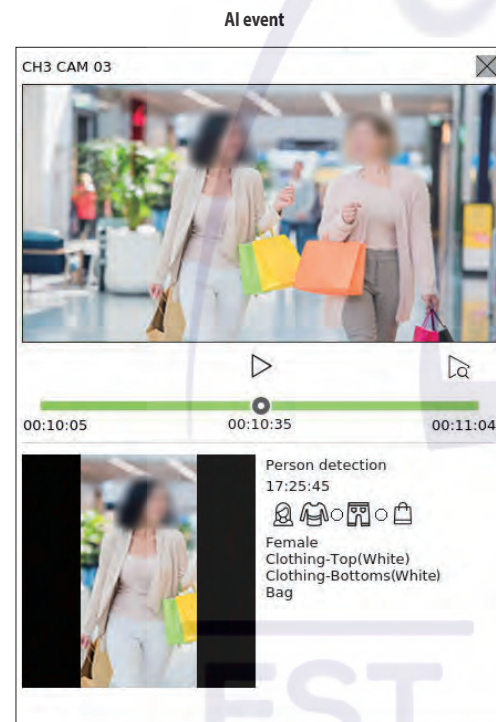 AI event
CH3 CAM 03
00:10:05 00:10:35 00:11:04
Person detection
17:25:45
Female
Clothing-Top(White)
Clothing-Bottoms(White)
Bag
EST